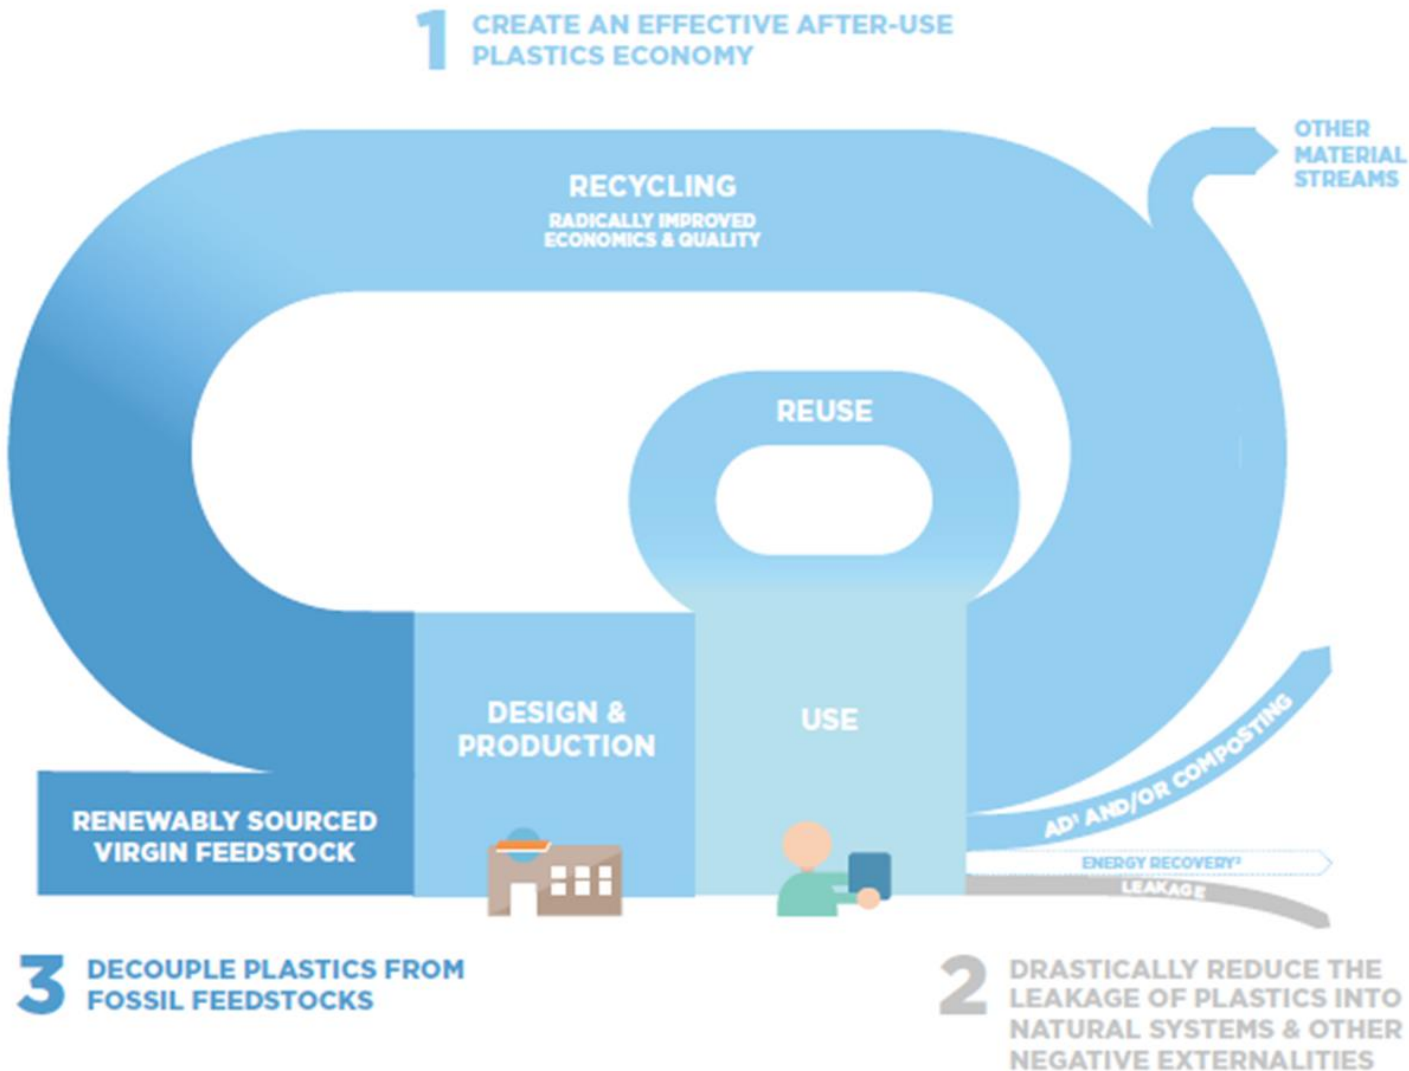 1 CREATE AN EFFECTIVE AFTER-USE
PLASTICS ECONOMY
OTHER
MATERIAL
STREAMS
RECYCLING
RADICALLY IMPROVED
ECONOMICS & QUALITY
REUSE
DESIGN &
PRODUCTION
USE
AD¹ AND/OR COMPOSTING
RENEWABLY SOURCED
VIRGIN FEEDSTOCK
ENERGY RECOVERY²
LEAKAGE
3 DECOUPLE PLASTICS FROM
FOSSIL FEEDSTOCKS
2 DRASTICALLY REDUCE THE
LEAKAGE OF PLASTICS INTO
NATURAL SYSTEMS & OTHER
NEGATIVE EXTERNALITIES